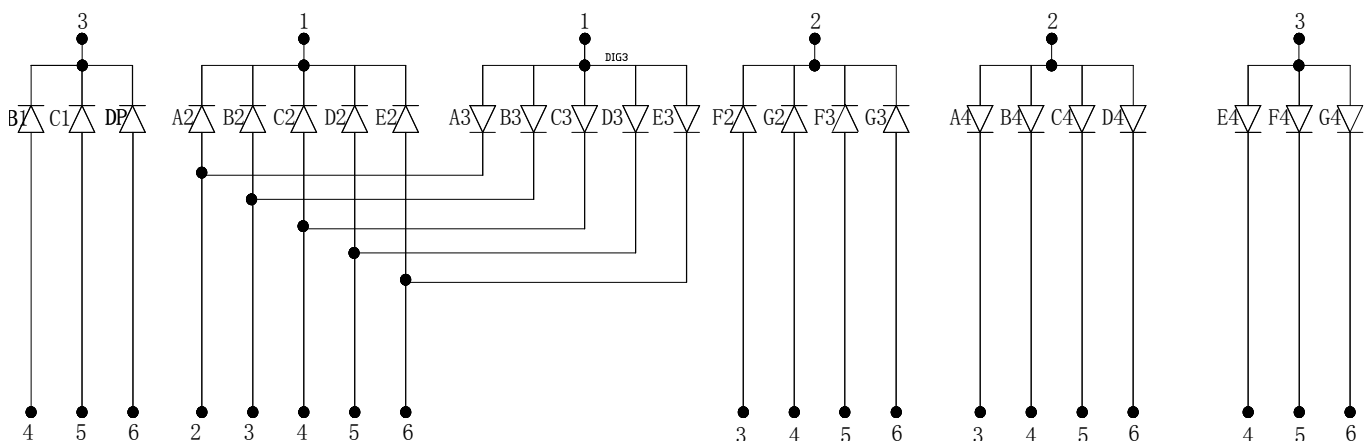 3 1 1 2 2 3
DIG3
B1 C1 DP A2 B2 C2 D2 E2 A3 B3 C3 D3 E3 F2 G2 F3 G3 A4 B4 C4 D4 E4 F4 G4
4 5 6 2 3 4 5 6 3 4 5 6 3 4 5 6 4 5 6